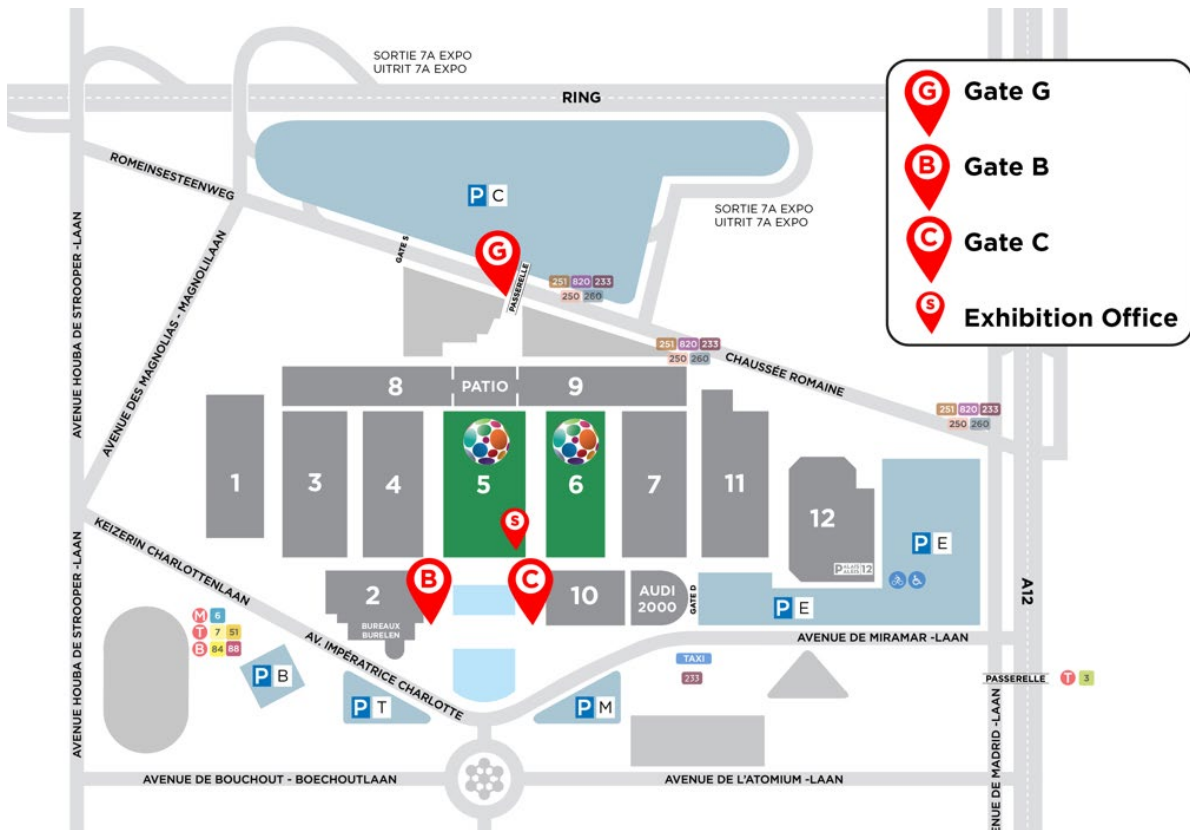 SORTIE 7A EXPO
UITRIT 7A EXPO
RING
G Gate G
B Gate B
C Gate C
S Exhibition Office
ROMEINSESTEENWEG
P C
SORTIE 7A EXPO
UITRIT 7A EXPO
GATE S
G
PASSERELLE
251 820 233
250 260
AVENUE HOUBA DE STROOPER -LAAN
AVENUE DES MAGNOLIAS - MAGNOLILAAN
251 820 233
250 260
CHAUSSÉE ROMAINE
8
PATIO
9
251 820 233
250 260
1
3
4
5
6
7
11
12
S
P E
KEIZERIN CHARLOTTENLAAN
AVENUE HOUBA DE STROOPER -LAAN
2
BUREAUX
BURELEN
B
C
10
AUDI
2000
GATE D
P E
A12
M 6
T 7 51
B 84 88
AV. IMPÉRATRICE CHARLOTTE
AVENUE DE MIRAMAR -LAAN
P B
TAXI
233
PASSERELLE T 3
P T
P M
AVENUE DE BOUCHOUT - BOECHOUTLAAN
AVENUE DE L'ATOMIUM -LAAN
ENUE DE MADRID -LAAN